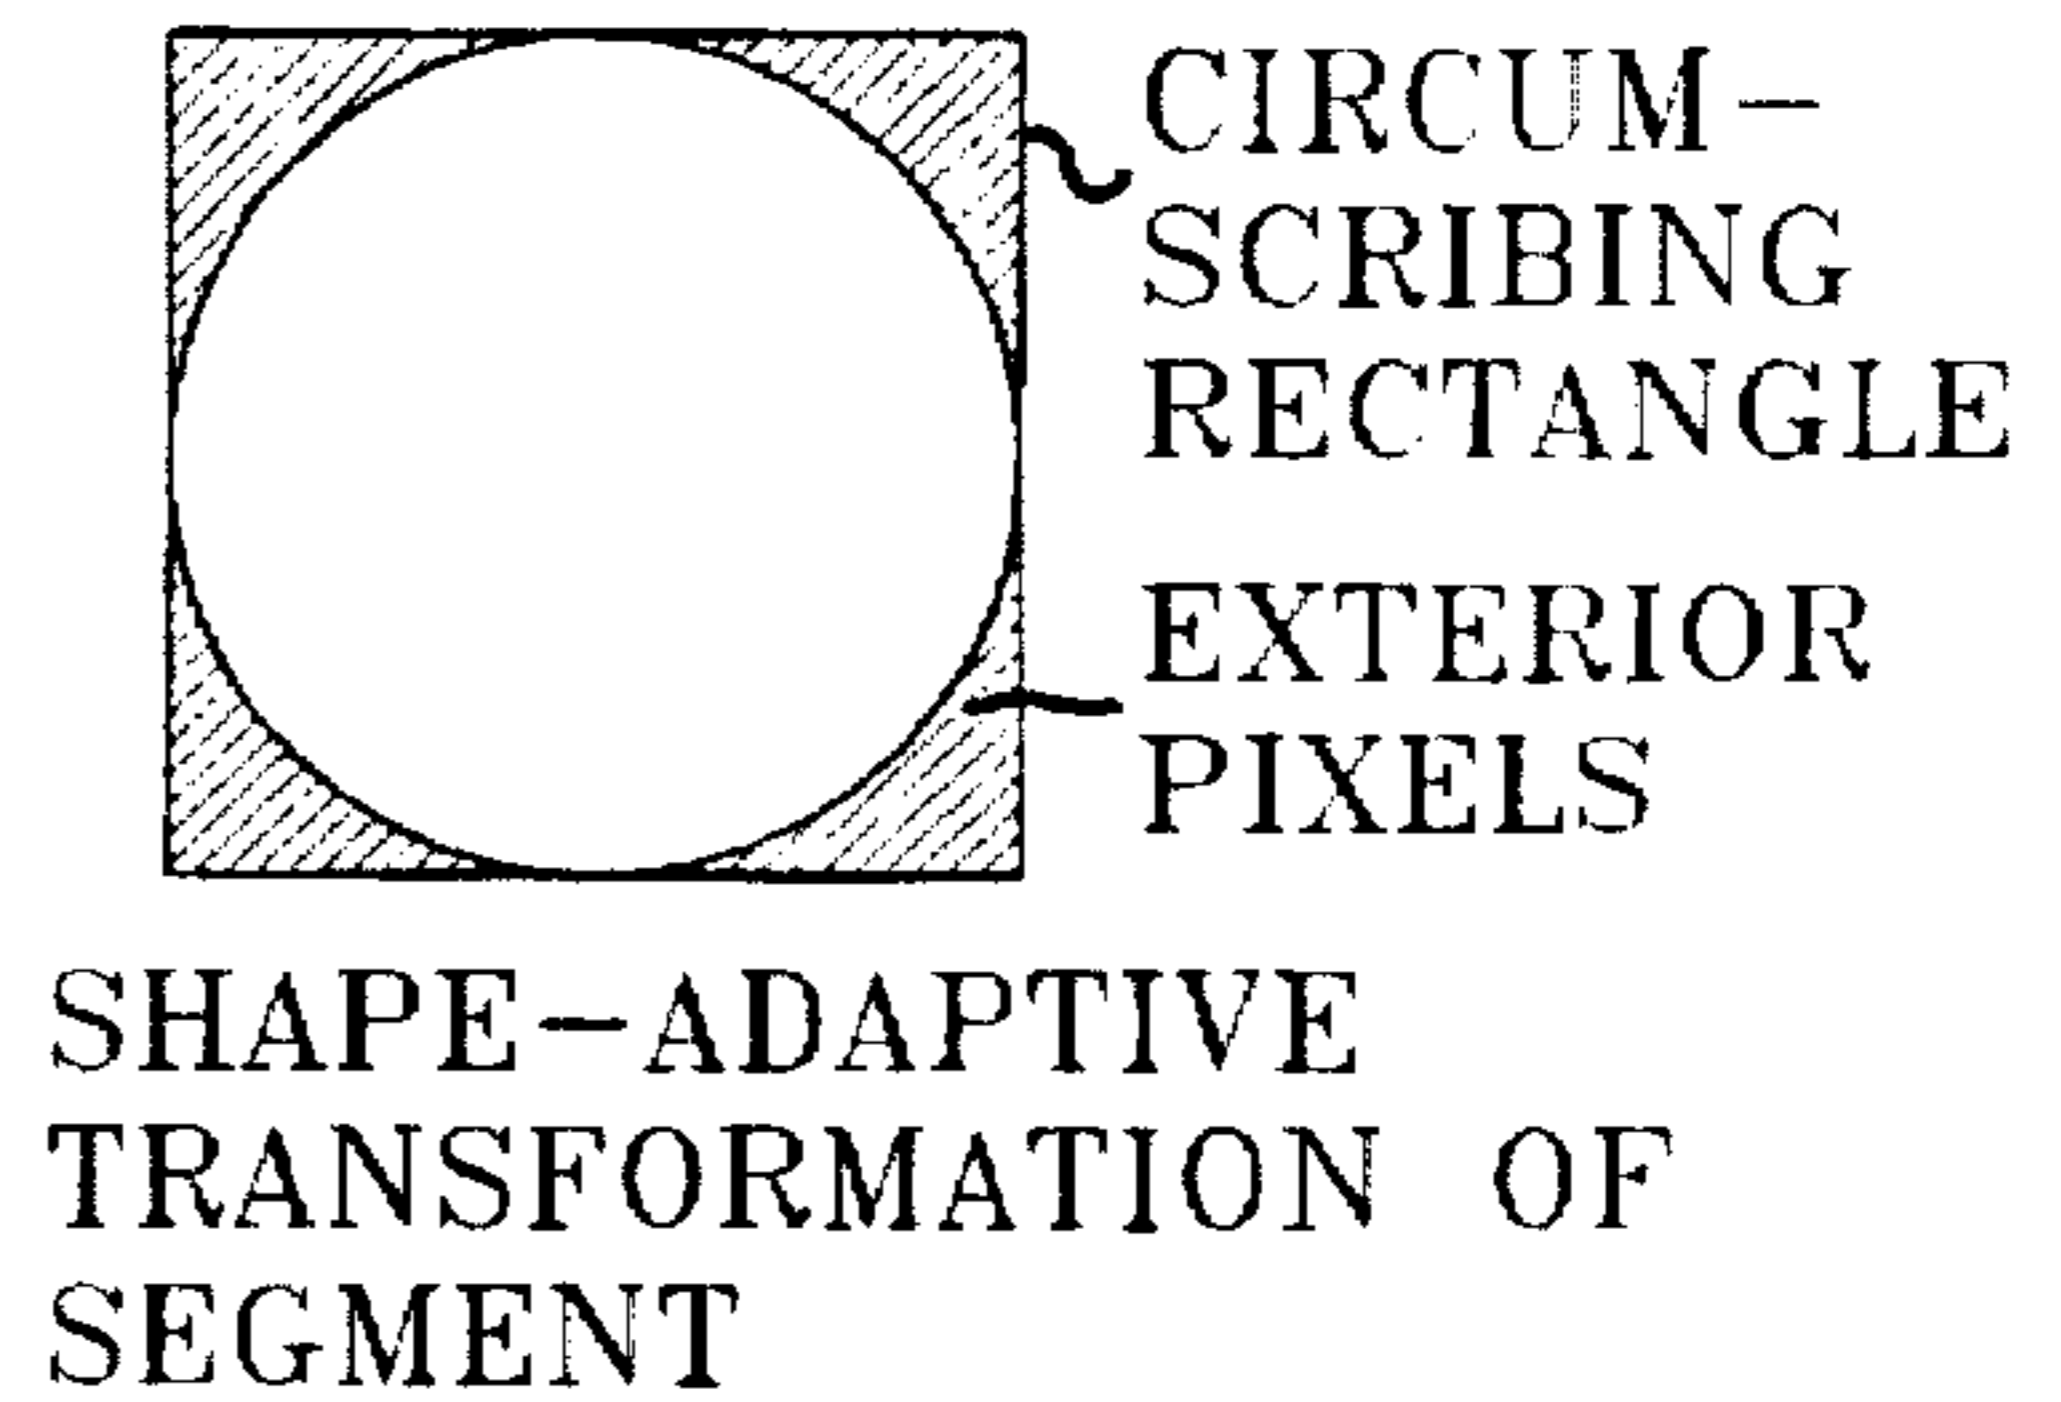 CIRCUM-
SCRIBING
RECTANGLE
EXTERIOR
PIXELS
SHAPE-ADAPTIVE
TRANSFORMATION OF
SEGMENT